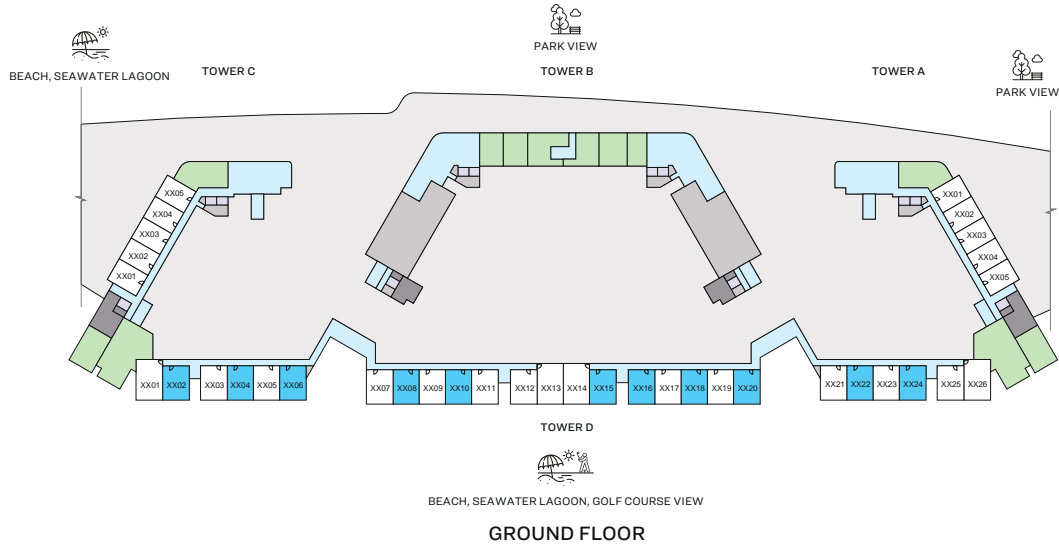 PARK VIEW
BEACH, SEAWATER LAGOON
TOWER C
TOWER B
TOWER A
PARK VIEW
XX05
XX04
XX03
XX02
XX01
XX01
XX02
XX03
XX04
XX05
XX01 XX02 XX03 XX04 XX05 XX06 XX07 XX08 XX09 XX10 XX11 XX12 XX13 XX14 XX15 XX16 XX17 XX18 XX19 XX20 XX21 XX22 XX23 XX24 XX25 XX26
TOWER D
BEACH, SEAWATER LAGOON, GOLF COURSE VIEW
GROUND FLOOR